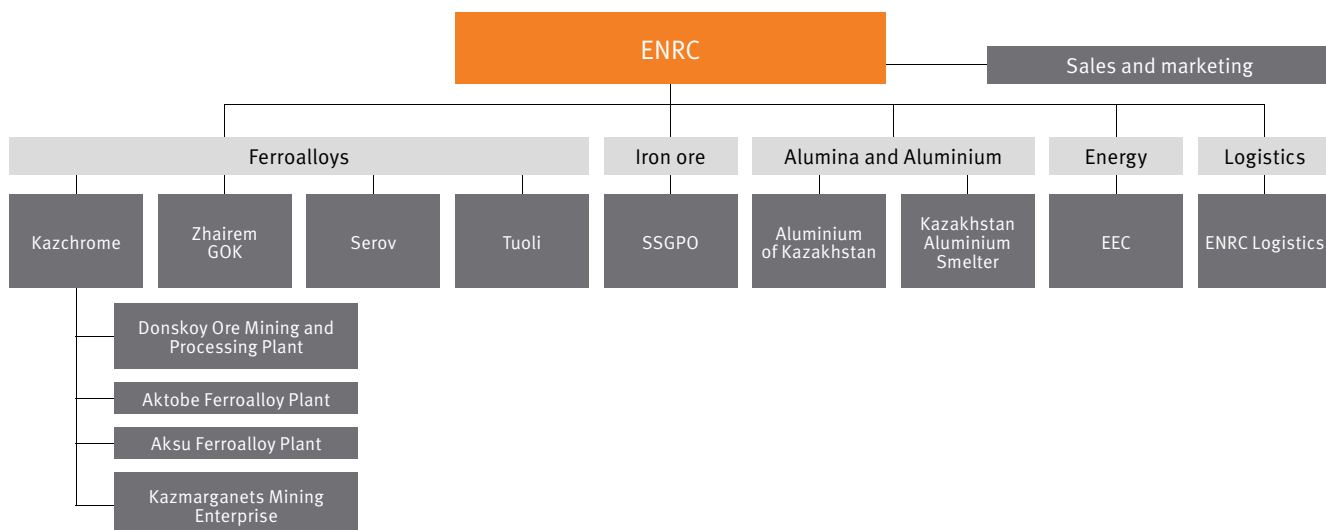 ENRC
Sales and marketing
Ferroalloys
Iron ore
Alumina and Aluminium
Energy
Logistics
Kazchrome
Zhairem
GOK
Serov
Tuoli
SSGPO
Aluminium
of Kazakhstan
Kazakhstan
Aluminium
Smelter
EEC
ENRC Logistics
Donskoy Ore Mining and
Processing Plant
Aktobe Ferroalloy Plant
Aksu Ferroalloy Plant
Kazmarganets Mining
Enterprise